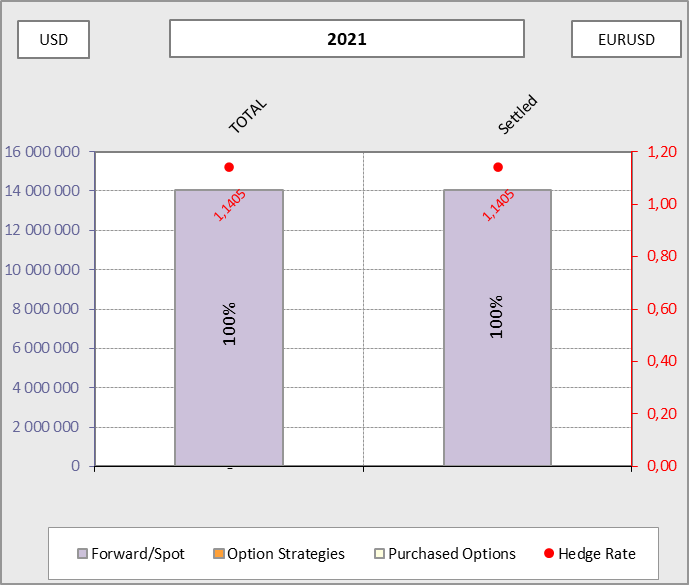 USD
2021
EURUSD
TOTAL
Settled
16 000 000
14 000 000
12 000 000
10 000 000
8 000 000
6 000 000
4 000 000
2 000 000
0
1,1405
100%
1,1405
100%
-
1,20
1,00
0,80
0,60
0,40
0,20
0,00
Forward/Spot
Option Strategies
Purchased Options
Hedge Rate